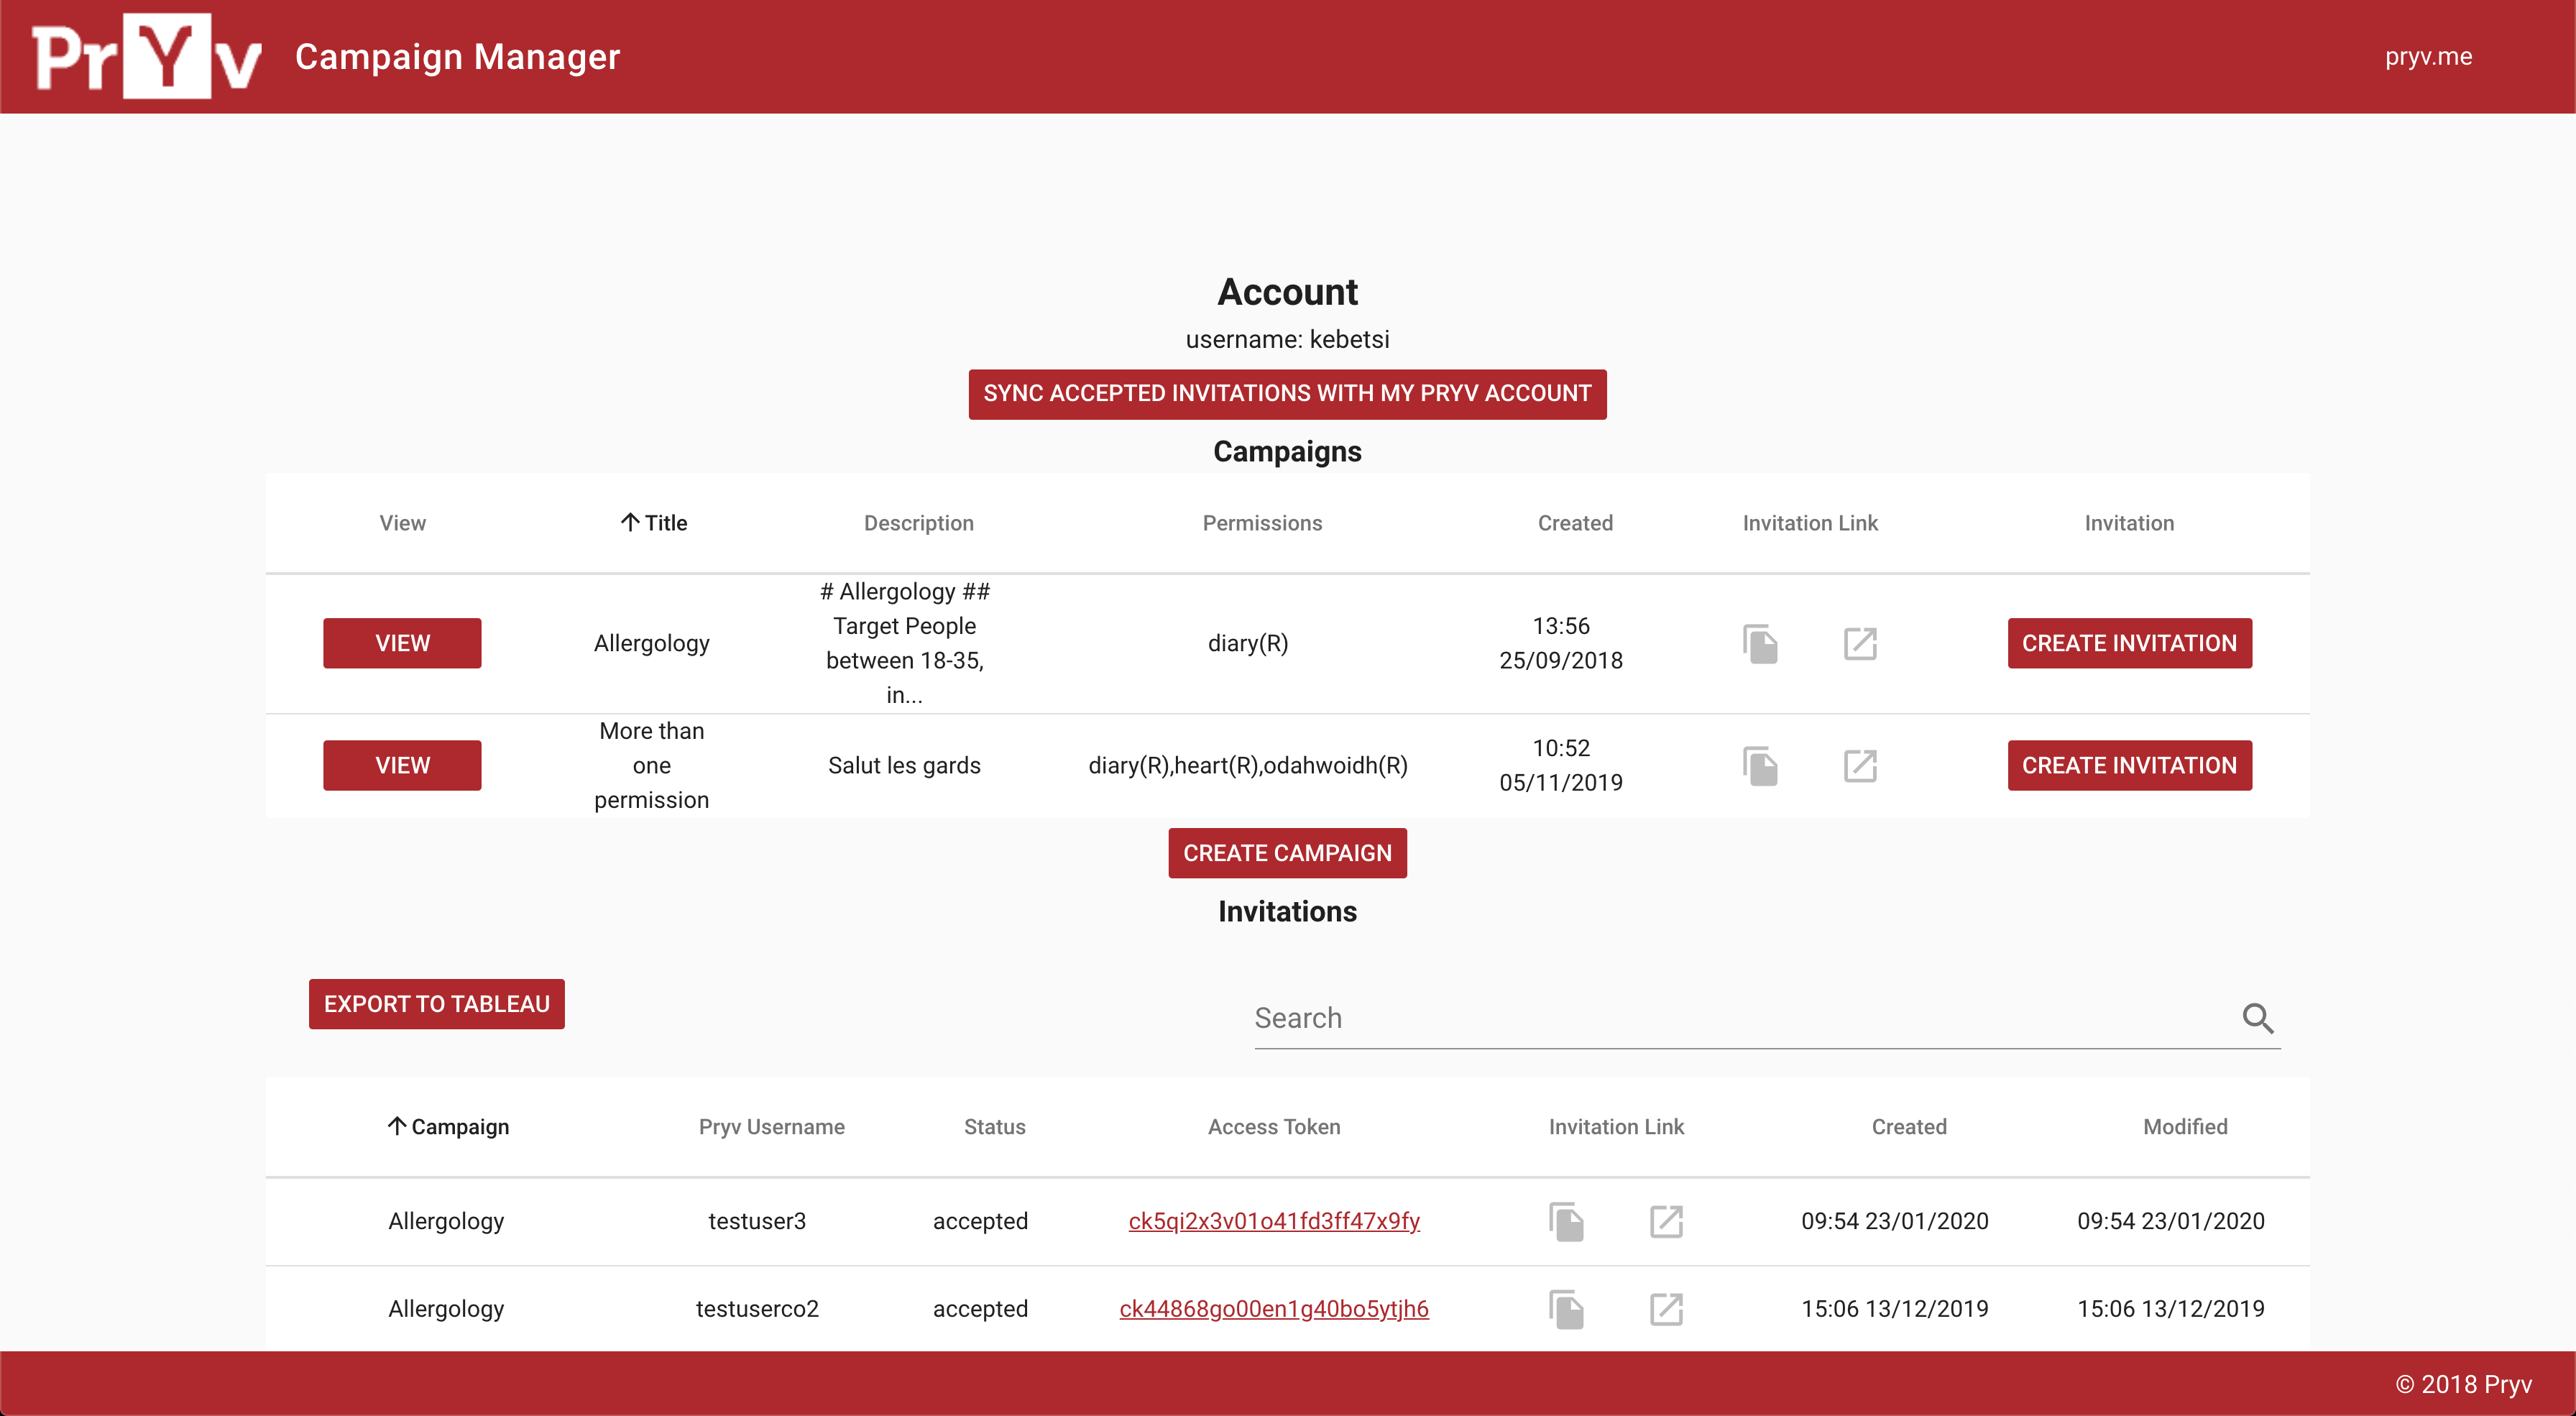 PrYv Campaign Manager pryv.me
Account
username: kebetsi
SYNC ACCEPTED INVITATIONS WITH MY PRYV ACCOUNT
Campaigns
View Title Description Permissions Created Invitation Link Invitation
VIEW Allergology # Allergology ## Target People between 18-35, in... diary(R) 13:56 25/09/2018 CREATE INVITATION
VIEW More than one permission Salut les gards diary(R),heart(R),odahwoidh(R) 10:52 05/11/2019 CREATE INVITATION
CREATE CAMPAIGN
Invitations
EXPORT TO TABLEAU Search
Campaign Pryv Username Status Access Token Invitation Link Created Modified
Allergology testuser3 accepted ck5qi2x3v01o41fd3ff47x9fy 09:54 23/01/2020 09:54 23/01/2020
Allergology testuserco2 accepted ck44868go00en1g40bo5ytjh6 15:06 13/12/2019 15:06 13/12/2019
© 2018 Pryv